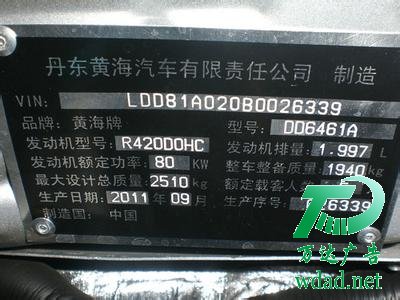 丹东黄海汽车有限责任公司 制造
VIN: LDD81A020B0026339
品牌: 黄海牌 型号: DD6461A
发动机型号: R420DOHC 发动机排量: 1.997 L
发动机额定功率: 80 KW 整车整备质量: 1940 kg
最大设计总质量: 2510 kg 额定载客人
生产日期: 2011 年 09 月 生产序号: 26339
制造国: 中国
万达广告
wdad.net